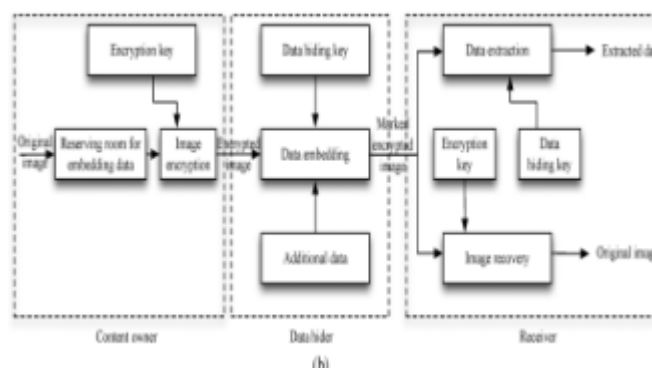 Encryption key
Data hiding key
Data extraction
Extracted da
Original
image
Reserving room for
embedding data
Image
encryption
Encrypted
image
Data embedding
Marked
encrypted
image
Encryption
key
Data
hiding key
Additional data
Image recovery
Original imag
Content owner
Data hider
Receiver
(b)